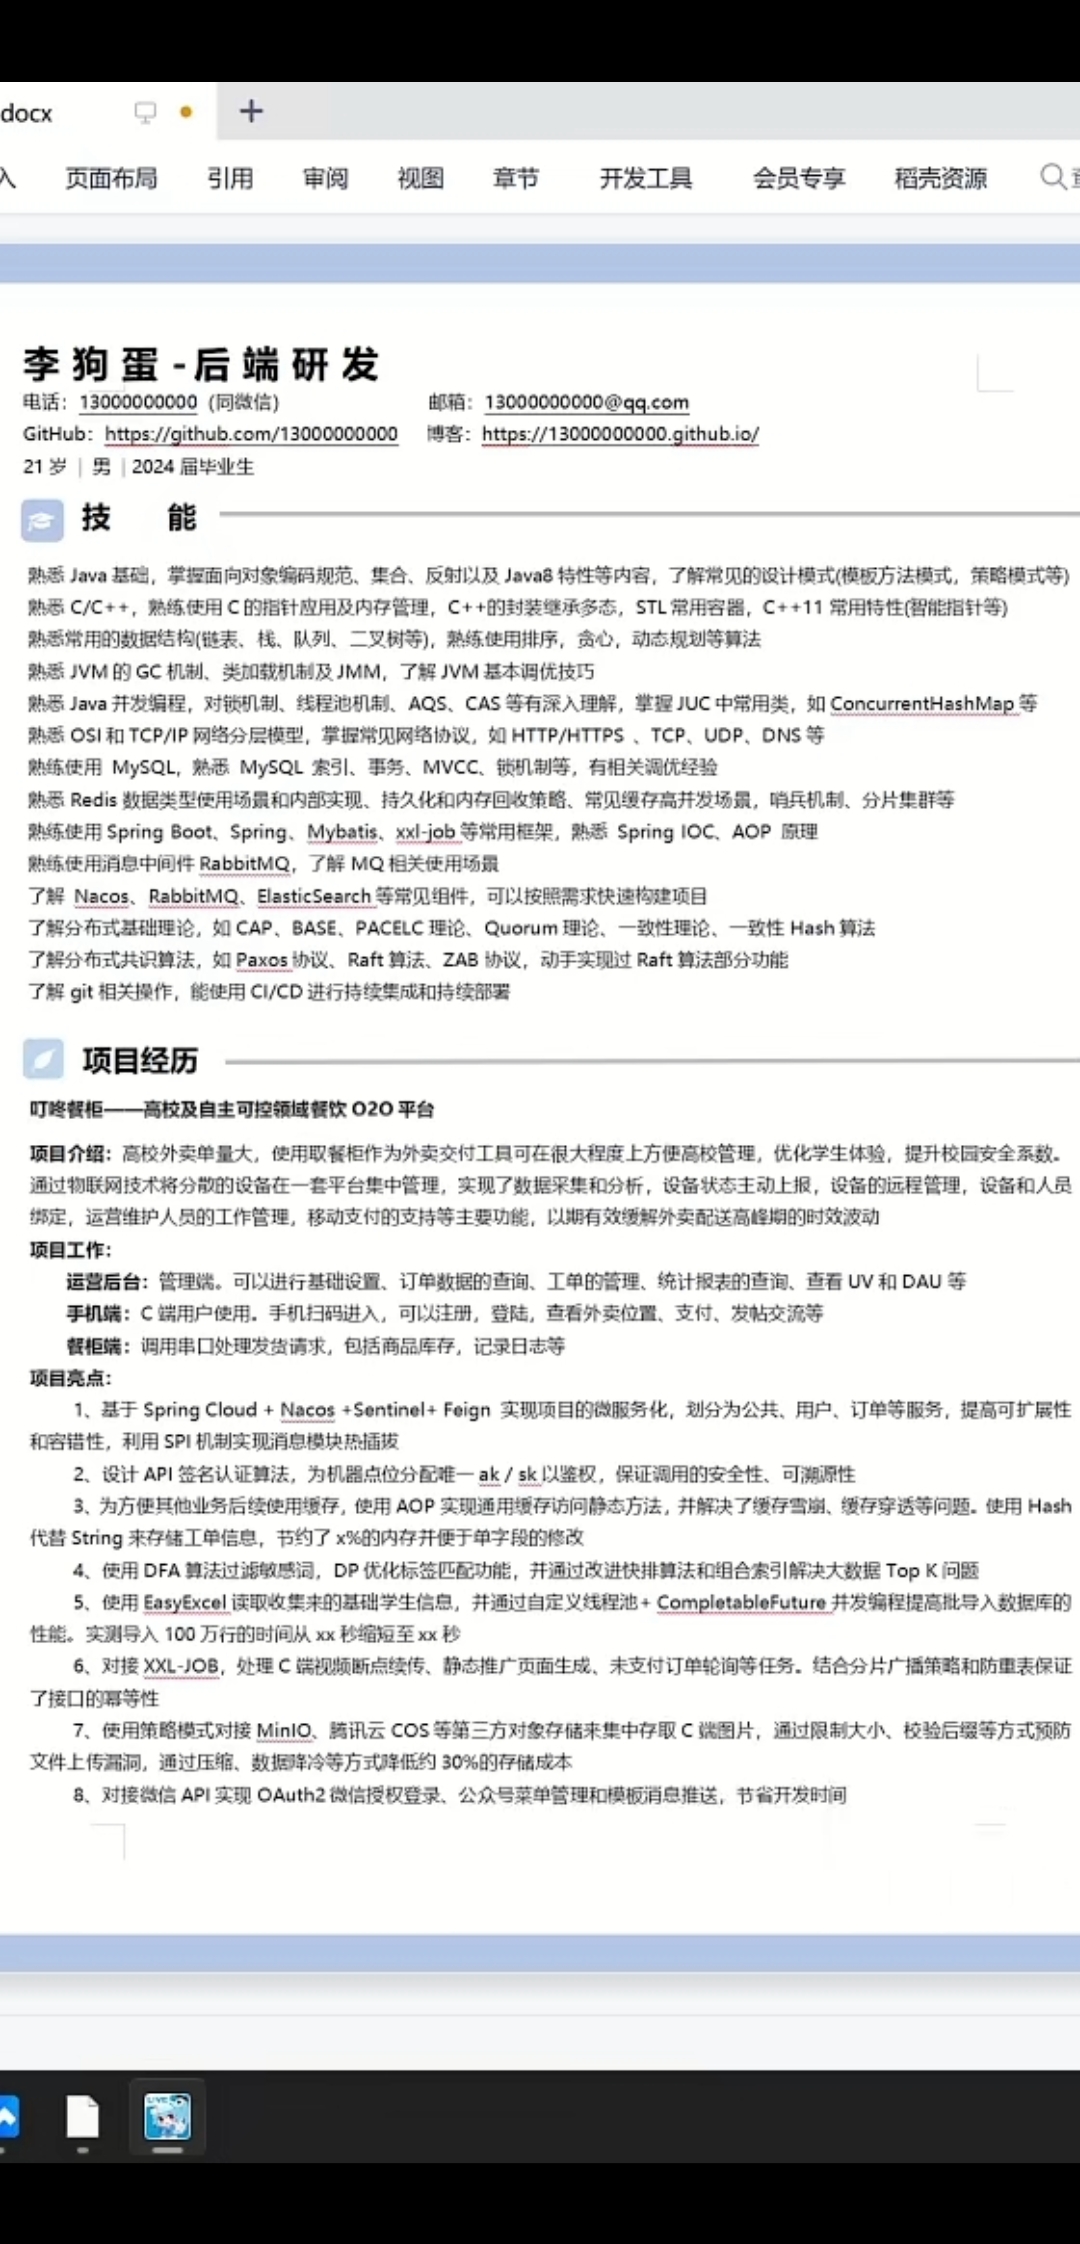 docx
入 页面布局 引用 审阅 视图 章节 开发工具 会员专享 稻壳资源
李狗蛋-后端研发
电话：13000000000 (同微信) 邮箱：13000000000@qq.com
GitHub：https://github.com/13000000000 博客：https://13000000000.github.io/
21 岁 | 男 | 2024 届毕业生
技 能
熟悉 Java 基础，掌握面向对象编码规范、集合、反射以及 Java8 特性等内容，了解常见的设计模式(模板方法模式，策略模式等)
熟悉 C/C++，熟练使用 C 的指针应用及内存管理，C++的封装继承多态，STL 常用容器，C++11 常用特性(智能指针等)
熟悉常用的数据结构(链表、栈、队列、二叉树等)，熟练使用排序，贪心，动态规划等算法
熟悉 JVM 的 GC 机制、类加载机制及 JMM，了解 JVM 基本调优技巧
熟悉 Java 并发编程，对锁机制、线程池机制、AQS、CAS 等有深入理解，掌握 JUC 中常用类，如 ConcurrentHashMap 等
熟悉 OSI 和 TCP/IP 网络分层模型，掌握常见网络协议，如 HTTP/HTTPS 、TCP、UDP、DNS 等
熟练使用 MySQL，熟悉 MySQL 索引、事务、MVCC、锁机制等，有相关调优经验
熟悉 Redis 数据类型使用场景和内部实现、持久化和内存回收策略、常见缓存高并发场景，哨兵机制、分片集群等
熟练使用 Spring Boot、Spring、Mybatis、xxl-job 等常用框架，熟悉 Spring IOC、AOP 原理
熟练使用消息中间件 RabbitMQ，了解 MQ 相关使用场景
了解 Nacos、RabbitMQ、ElasticSearch 等常见组件，可以按照需求快速构建项目
了解分布式基础理论，如 CAP、BASE、PACELC 理论、Quorum 理论、一致性理论、一致性 Hash 算法
了解分布式共识算法，如 Paxos 协议、Raft 算法、ZAB 协议，动手实现过 Raft 算法部分功能
了解 git 相关操作，能使用 CI/CD 进行持续集成和持续部署
项目经历
叮咚餐柜——高校及自主可控领域餐饮 O2O 平台
项目介绍：高校外卖单量大，使用取餐柜作为外卖交付工具可在很大程度上方便高校管理，优化学生体验，提升校园安全系数。
通过物联网技术将分散的设备在一套平台集中管理，实现了数据采集和分析，设备状态主动上报，设备的远程管理，设备和人员
绑定，运营维护人员的工作管理，移动支付的支持等主要功能，以期有效缓解外卖配送高峰期的时效波动
项目工作：
运营后台：管理端。可以进行基础设置、订单数据的查询、工单的管理、统计报表的查询、查看 UV 和 DAU 等
手机端：C 端用户使用。手机扫码进入，可以注册，登陆，查看外卖位置、支付、发帖交流等
餐柜端：调用串口处理发货请求，包括商品库存，记录日志等
项目亮点：
1、基于 Spring Cloud + Nacos +Sentinel+ Feign 实现项目的微服务化，划分为公共、用户、订单等服务，提高可扩展性
和容错性，利用 SPI 机制实现消息模块热插拔
2、设计 API 签名认证算法，为机器点位分配唯一 ak / sk 以鉴权，保证调用的安全性、可溯源性
3、为方便其他业务后续使用缓存，使用 AOP 实现通用缓存访问静态方法，并解决了缓存雪崩、缓存穿透等问题。使用 Hash
代替 String 来存储工单信息，节约了 x%的内存并便于单字段的修改
4、使用 DFA 算法过滤敏感词，DP 优化标签匹配功能，并通过改进快排算法和组合索引解决大数据 Top K 问题
5、使用 EasyExcel 读取收集来的基础学生信息，并通过自定义线程池+ CompletableFuture 并发编程提高批导入数据库的
性能。实测导入 100 万行的时间从 xx 秒缩短至 xx 秒
6、对接 XXL-JOB，处理 C 端视频断点续传、静态推广页面生成、未支付订单轮询等任务。结合分片广播策略和防重表保证
了接口的幂等性
7、使用策略模式对接 MinIO、腾讯云 COS 等第三方对象存储来集中存取 C 端图片，通过限制大小、校验后缀等方式预防
文件上传漏洞，通过压缩、数据降冷等方式降低约 30%的存储成本
8、对接微信 API 实现 OAuth2 微信授权登录、公众号菜单管理和模板消息推送，节省开发时间
LIVE